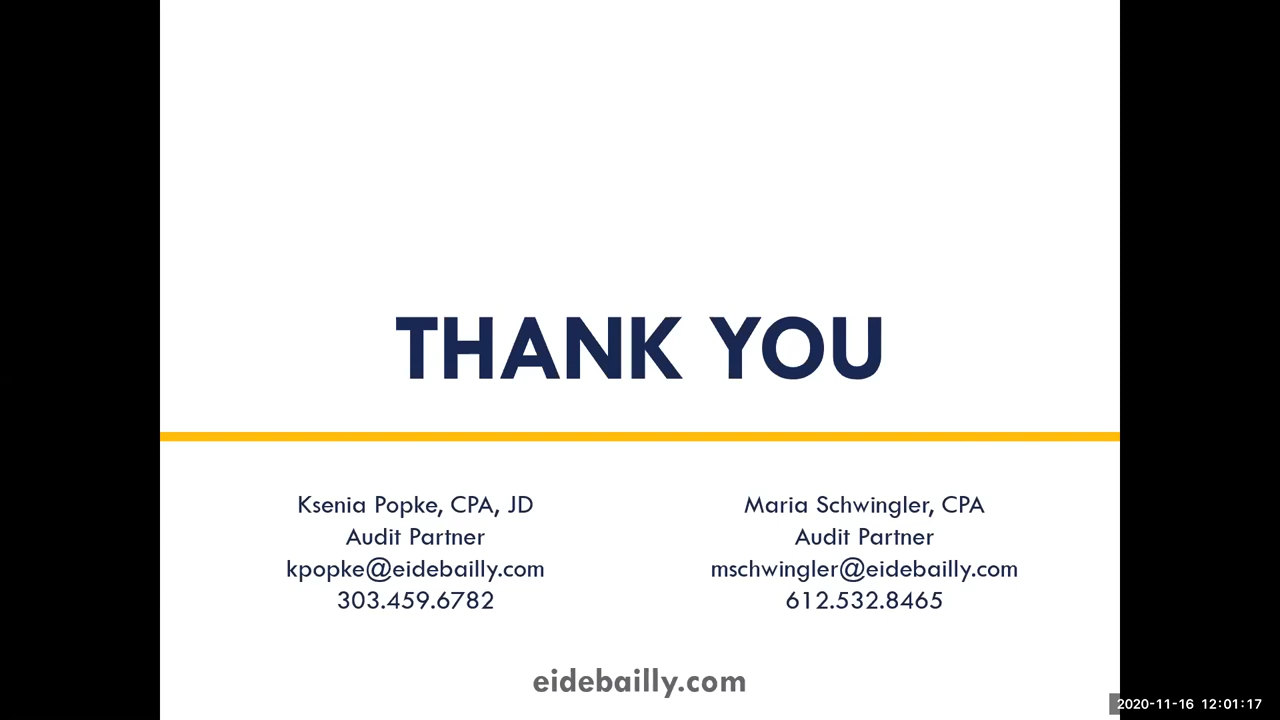 THANK YOU
Ksenia Popke, CPA, JD
Audit Partner
kpopke@eidebailly.com
303.459.6782
Maria Schwingler, CPA
Audit Partner
mschwingler@eidebailly.com
612.532.8465
eidebailly.com
2020-11-16 12:01:17